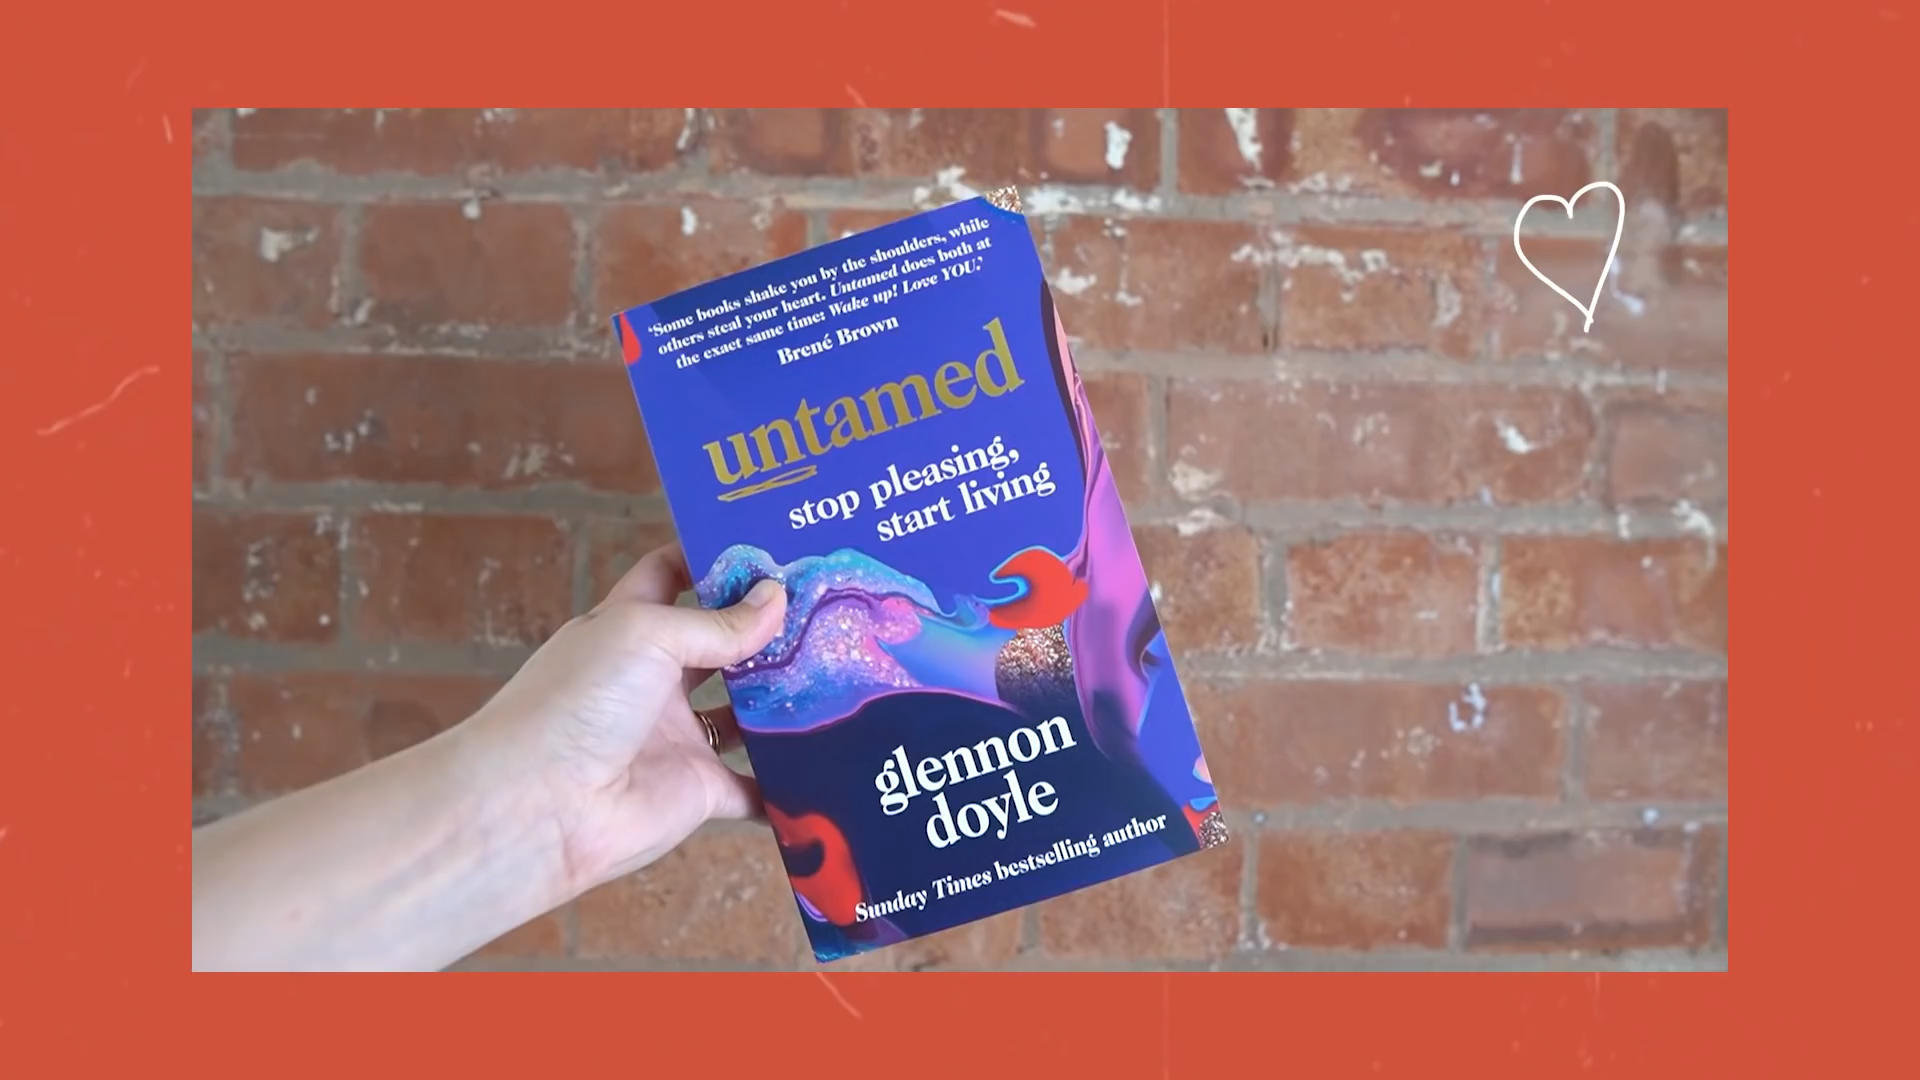 ‘Some books shake you by the shoulders, while
others steal your heart. Untamed does both at
the exact same time: Wake up! Love YOU.’
Brené Brown
untamed
stop pleasing,
start living
glennon
doyle
Sunday Times bestselling author